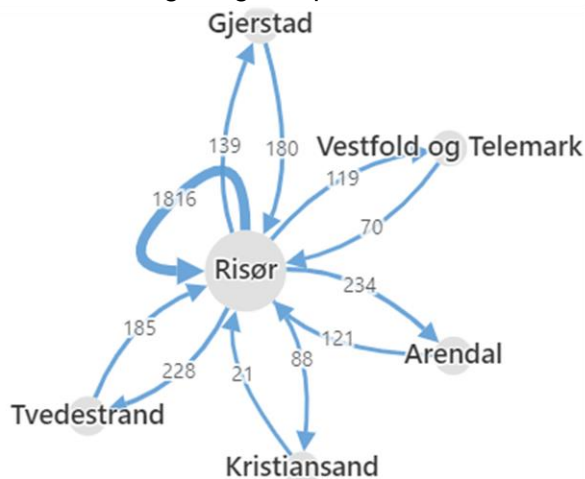 Gjerstad
139
180
Vestfold og Telemark
119
1816
70
Risør
234
185
121
Arendal
228
21
88
Tvedestrand
Kristiansand